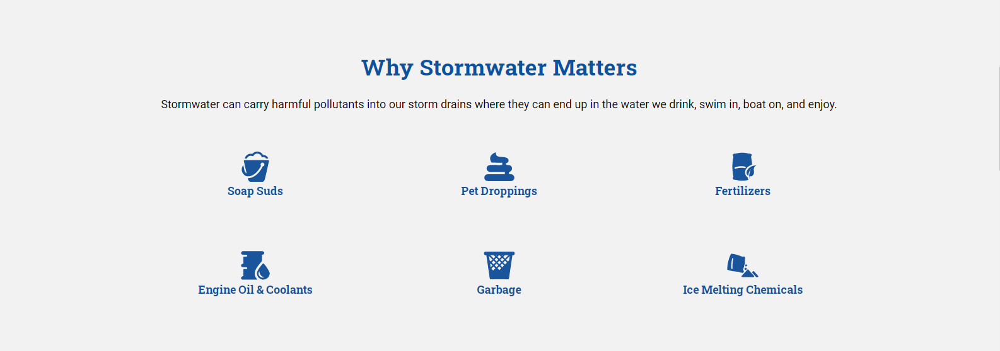 Why Stormwater Matters
Stormwater can carry harmful pollutants into our storm drains where they can end up in the water we drink, swim in, boat on, and enjoy.
Soap Suds
Pet Droppings
Fertilizers
Engine Oil & Coolants
Garbage
Ice Melting Chemicals